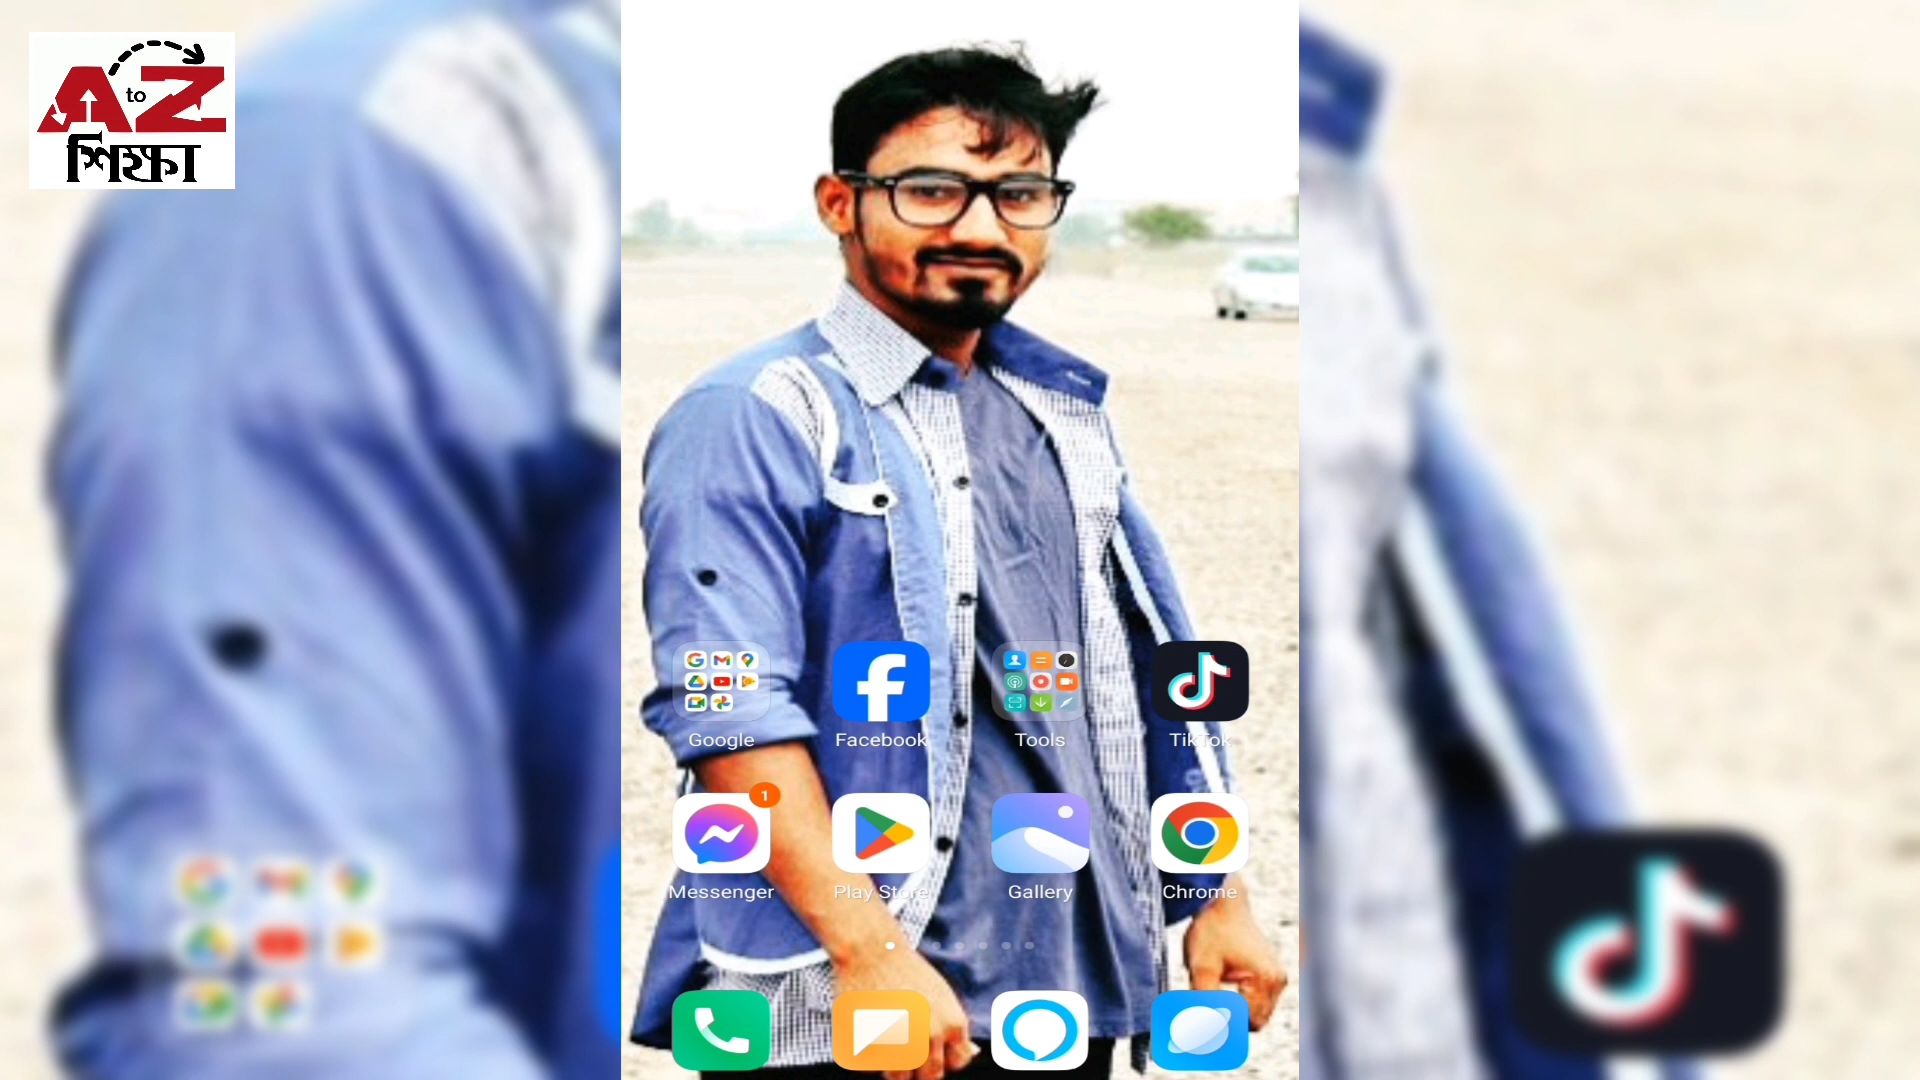 A to Z
শিক্ষা
Google Facebook Tools TikTok
1
Messenger Play Store Gallery Chrome